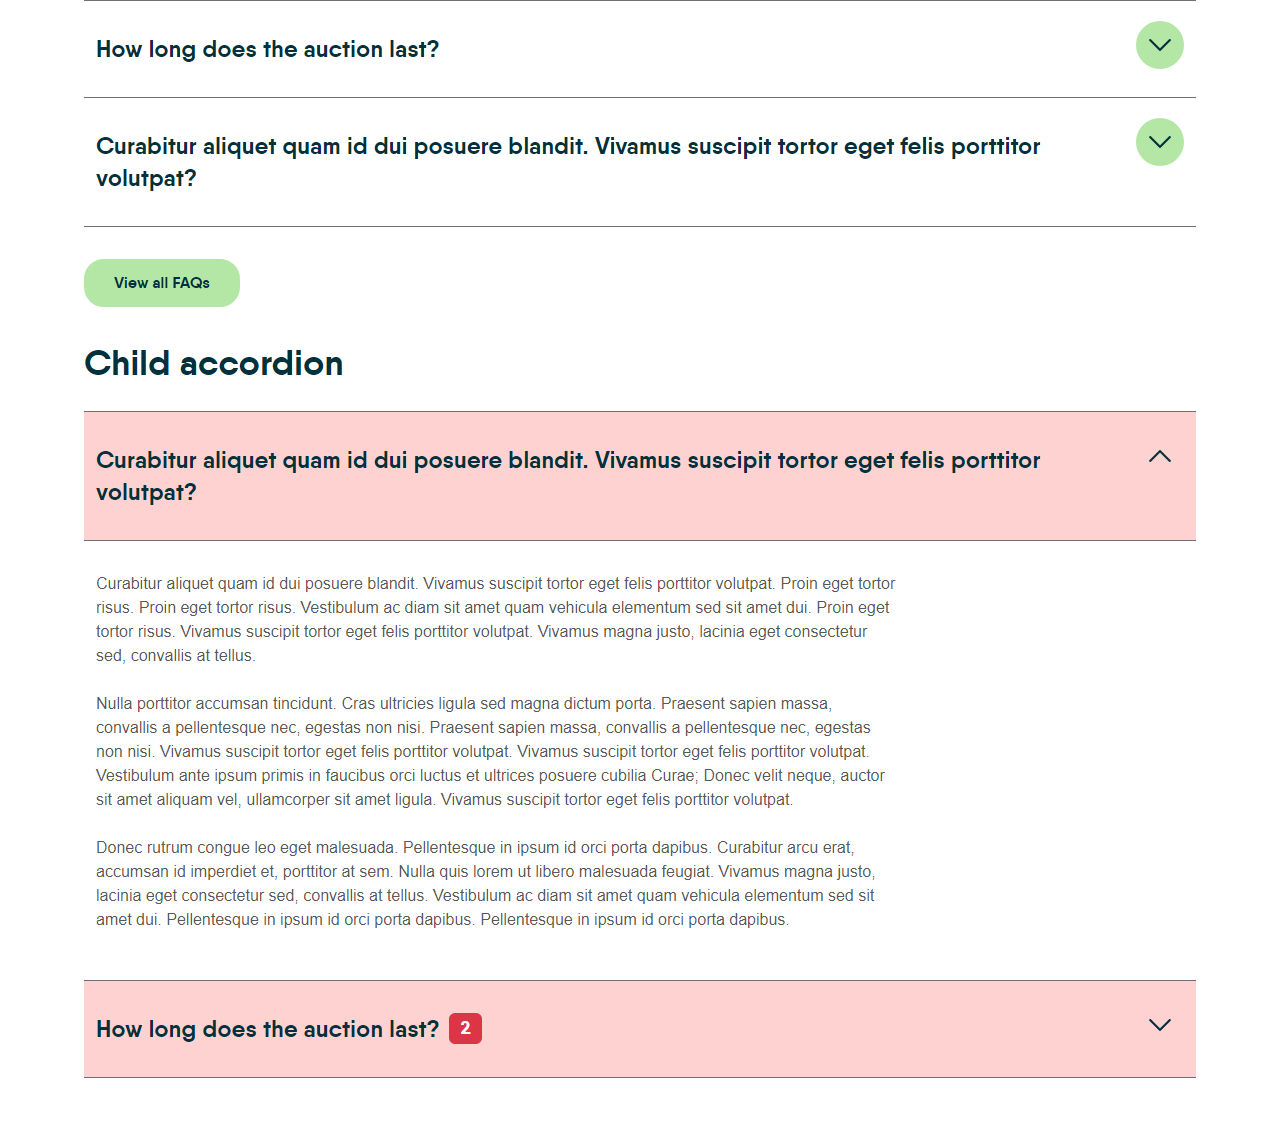 How long does the auction last?
Curabitur aliquet quam id dui posuere blandit. Vivamus suscipit tortor eget felis porttitor
volutpat?
View all FAQs
Child accordion
Curabitur aliquet quam id dui posuere blandit. Vivamus suscipit tortor eget felis porttitor
volutpat?
Curabitur aliquet quam id dui posuere blandit. Vivamus suscipit tortor eget felis porttitor volutpat. Proin eget tortor
risus. Proin eget tortor risus. Vestibulum ac diam sit amet quam vehicula elementum sed sit amet dui. Proin eget
tortor risus. Vivamus suscipit tortor eget felis porttitor volutpat. Vivamus magna justo, lacinia eget consectetur
sed, convallis at tellus.
Nulla porttitor accumsan tincidunt. Cras ultricies ligula sed magna dictum porta. Praesent sapien massa,
convallis a pellentesque nec, egestas non nisi. Praesent sapien massa, convallis a pellentesque nec, egestas
non nisi. Vivamus suscipit tortor eget felis porttitor volutpat. Vivamus suscipit tortor eget felis porttitor volutpat.
Vestibulum ante ipsum primis in faucibus orci luctus et ultrices posuere cubilia Curae; Donec velit neque, auctor
sit amet aliquam vel, ullamcorper sit amet ligula. Vivamus suscipit tortor eget felis porttitor volutpat.
Donec rutrum congue leo eget malesuada. Pellentesque in ipsum id orci porta dapibus. Curabitur arcu erat,
accumsan id imperdiet et, porttitor at sem. Nulla quis lorem ut libero malesuada feugiat. Vivamus magna justo,
lacinia eget consectetur sed, convallis at tellus. Vestibulum ac diam sit amet quam vehicula elementum sed sit
amet dui. Pellentesque in ipsum id orci porta dapibus. Pellentesque in ipsum id orci porta dapibus.
How long does the auction last? 2